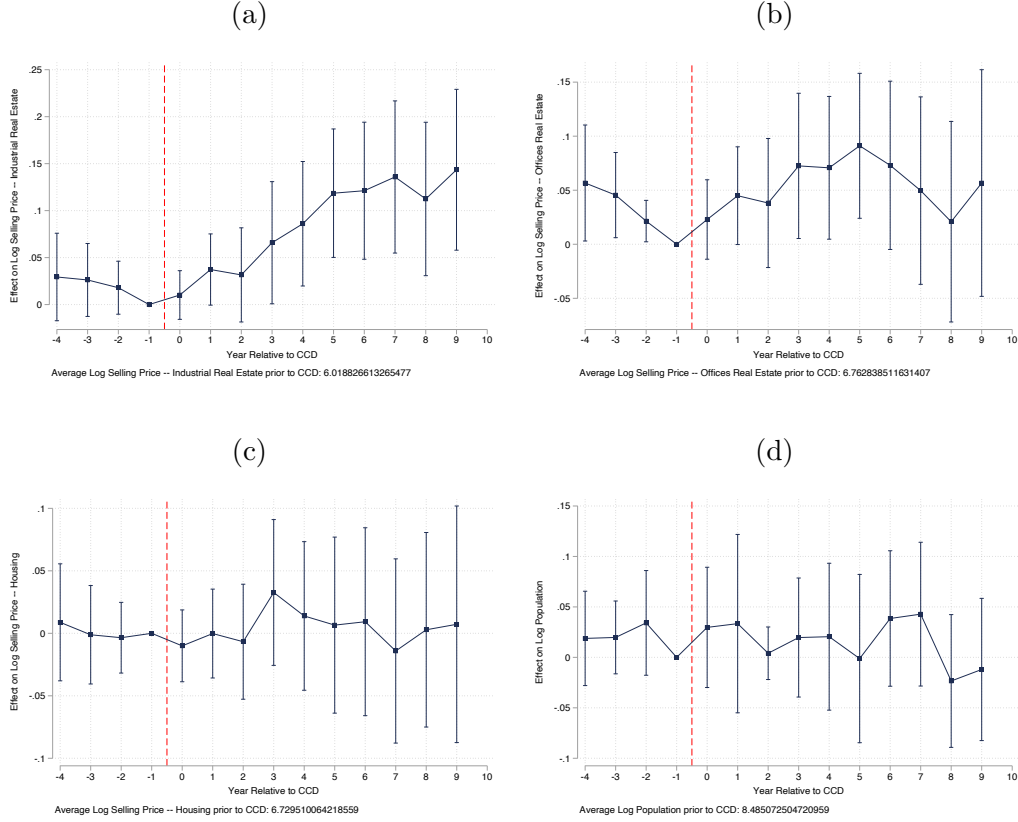 (a)
(b)
.25
.2
.15
.1
.05
0
Effect on Log Selling Price -- Industrial Real Estate
-4 -3 -2 -1 0 1 2 3 4 5 6 7 8 9 10
Year Relative to CCD
Average Log Selling Price -- Industrial Real Estate prior to CCD: 6.018826613265477
.15
.1
.05
0
-.05
Effect on Log Selling Price -- Offices Real Estate
-4 -3 -2 -1 0 1 2 3 4 5 6 7 8 9 10
Year Relative to CCD
Average Log Selling Price -- Offices Real Estate prior to CCD: 6.762838511631407
(c)
(d)
.1
.05
0
-.05
-.1
Effect on Log Selling Price -- Housing
-4 -3 -2 -1 0 1 2 3 4 5 6 7 8 9 10
Year Relative to CCD
Average Log Selling Price -- Housing prior to CCD: 6.729510064218559
.15
.1
.05
0
-.05
-.1
Effect on Log Population
-4 -3 -2 -1 0 1 2 3 4 5 6 7 8 9 10
Year Relative to CCD
Average Log Population prior to CCD: 8.485072504720959